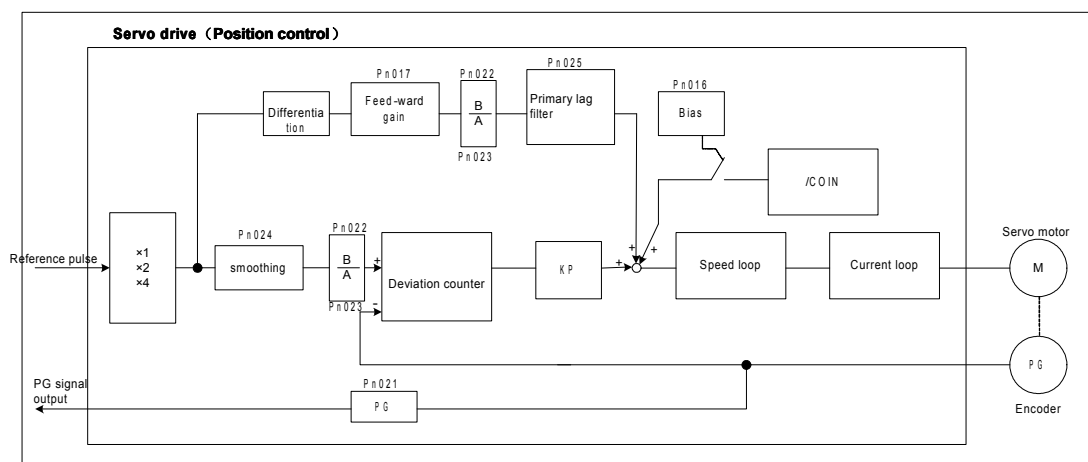 Servo drive（Position control）
Pn017
Pn022
Pn025
Pn016
Differentia
tion
Feed-ward
gain
B
A
Primary lag
filter
Bias
Pn023
/COIN
+
+
Reference pulse
×1
×2
×4
Pn024
smoothing
Pn022
B
A
Pn023
+
-
Deviation counter
KP
+
Speed loop
Current loop
Servo motor
M
PG
Encoder
PG signal
output
Pn021
PG